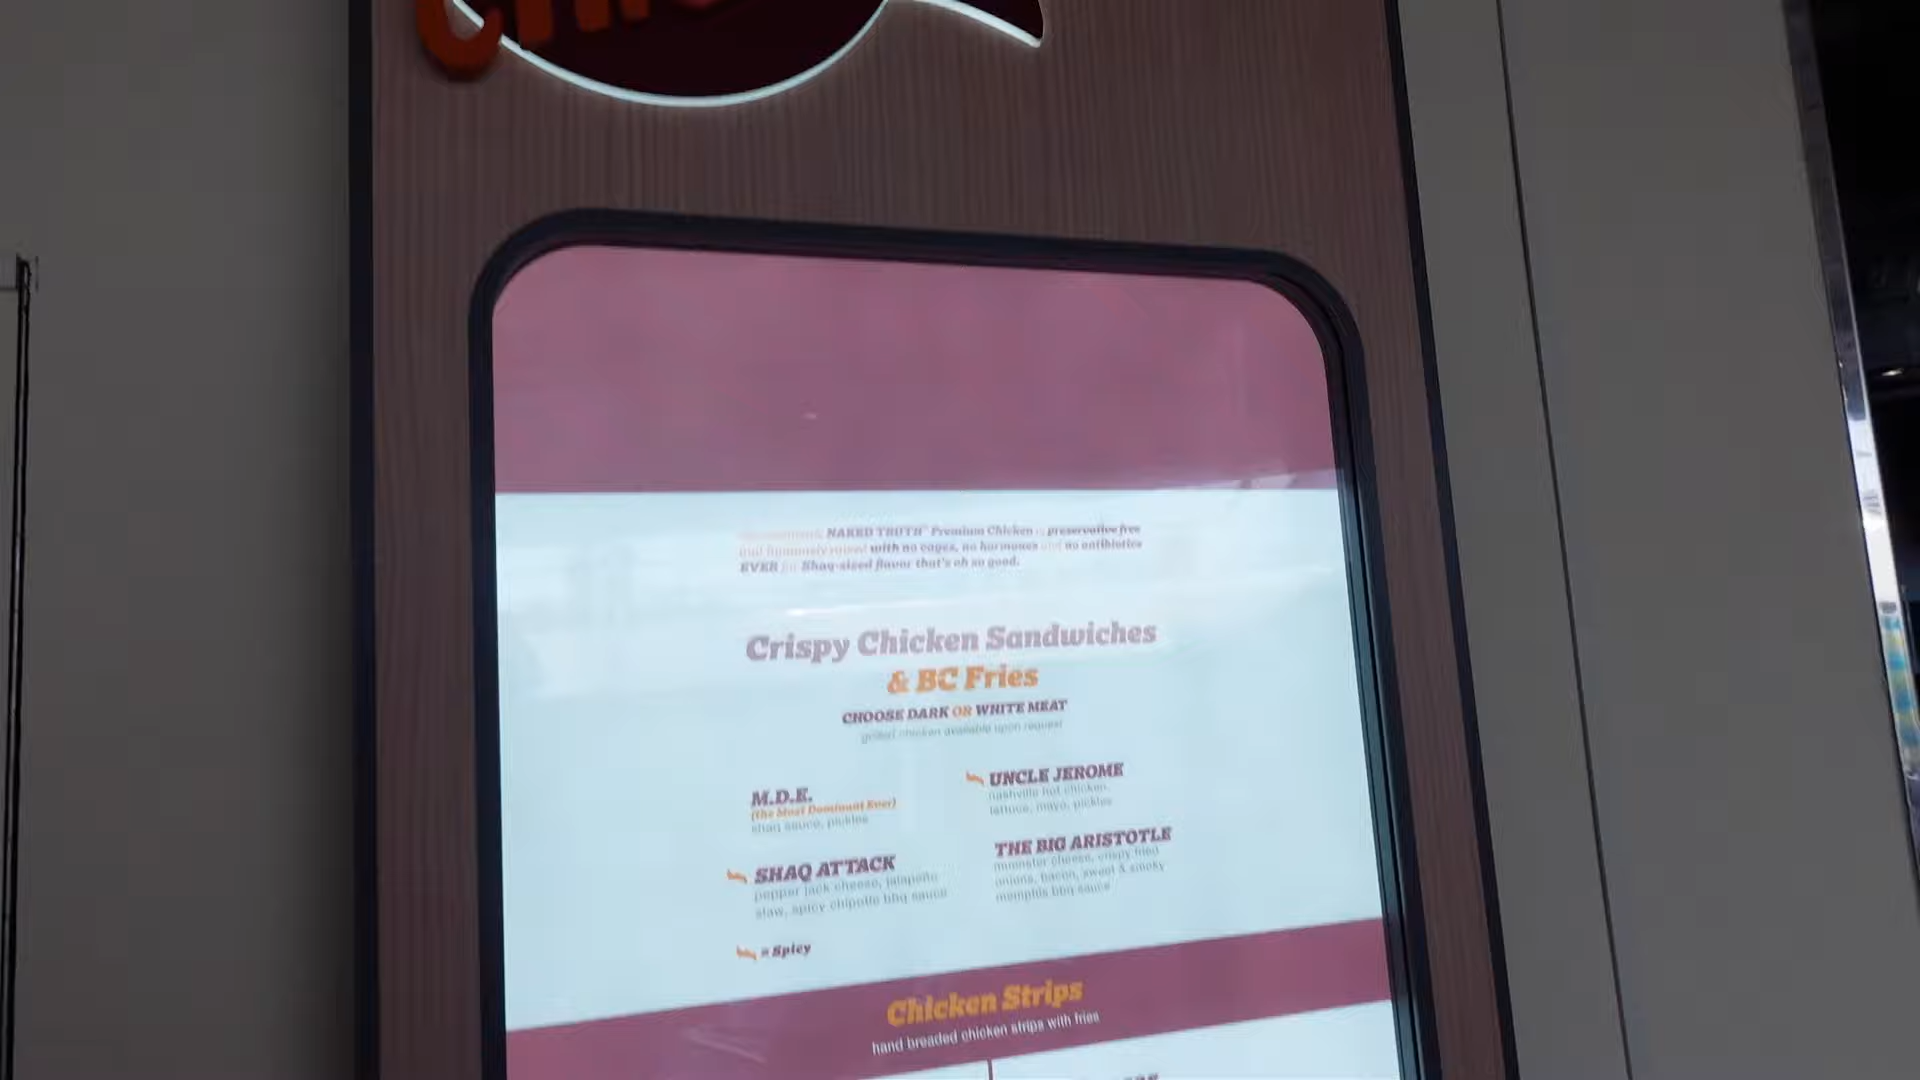 NAKED TRUTH Premium Chicken is preservative free
and humanely raised with no cages, no hormones and no antibiotics
EVER for Shaq-sized flavor that's oh so good.
Crispy Chicken Sandwiches
& BC Fries
CHOOSE DARK OR WHITE MEAT
grilled chicken available upon request
M.D.E.
(the Most Dominant Ever)
shaq sauce, pickles
SHAQ ATTACK
pepper jack cheese, jalapeño
slaw, spicy chipotle bbq sauce
= Spicy
UNCLE JEROME
nashville hot chicken,
lettuce, mayo, pickles
THE BIG ARISTOTLE
muenster cheese, crispy fried
onions, bacon, sweet & smoky
memphis bbq sauce
Chicken Strips
hand breaded chicken strips with fries